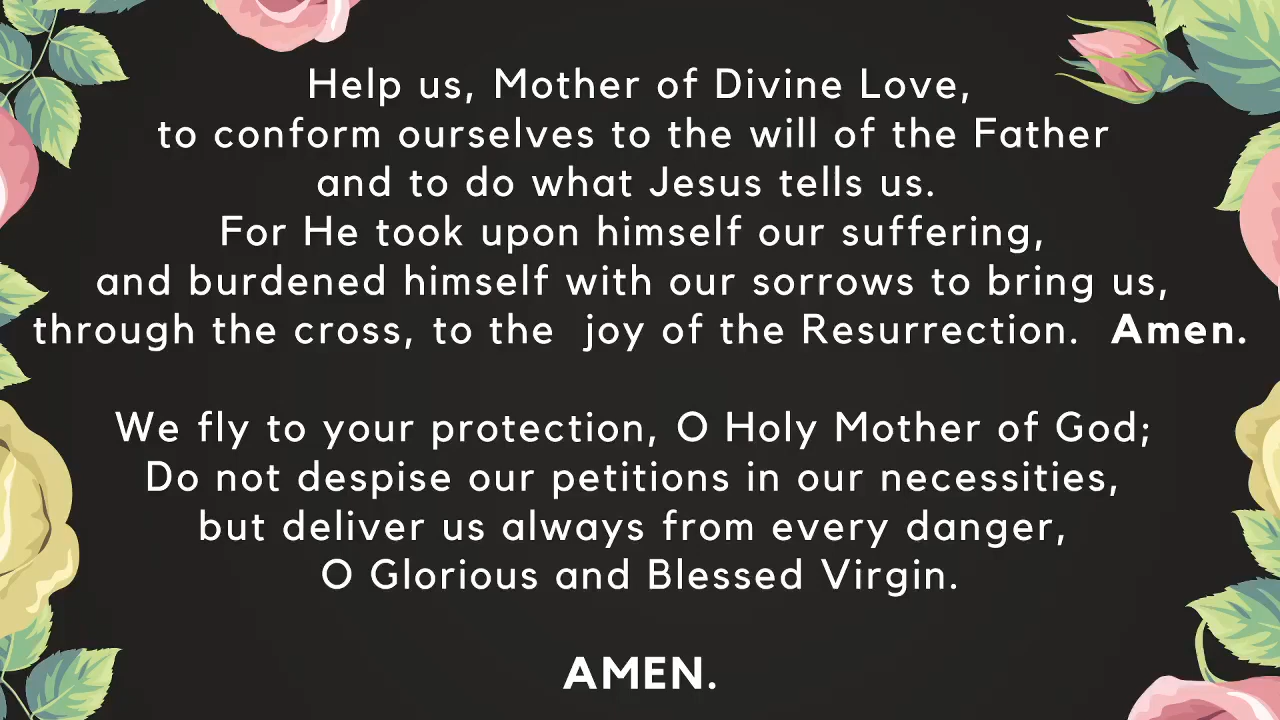 Help us, Mother of Divine Love,
to conform ourselves to the will of the Father
and to do what Jesus tells us.
For He took upon himself our suffering,
and burdened himself with our sorrows to bring us,
through the cross, to the joy of the Resurrection. Amen.
We fly to your protection, O Holy Mother of God;
Do not despise our petitions in our necessities,
but deliver us always from every danger,
O Glorious and Blessed Virgin.
AMEN.